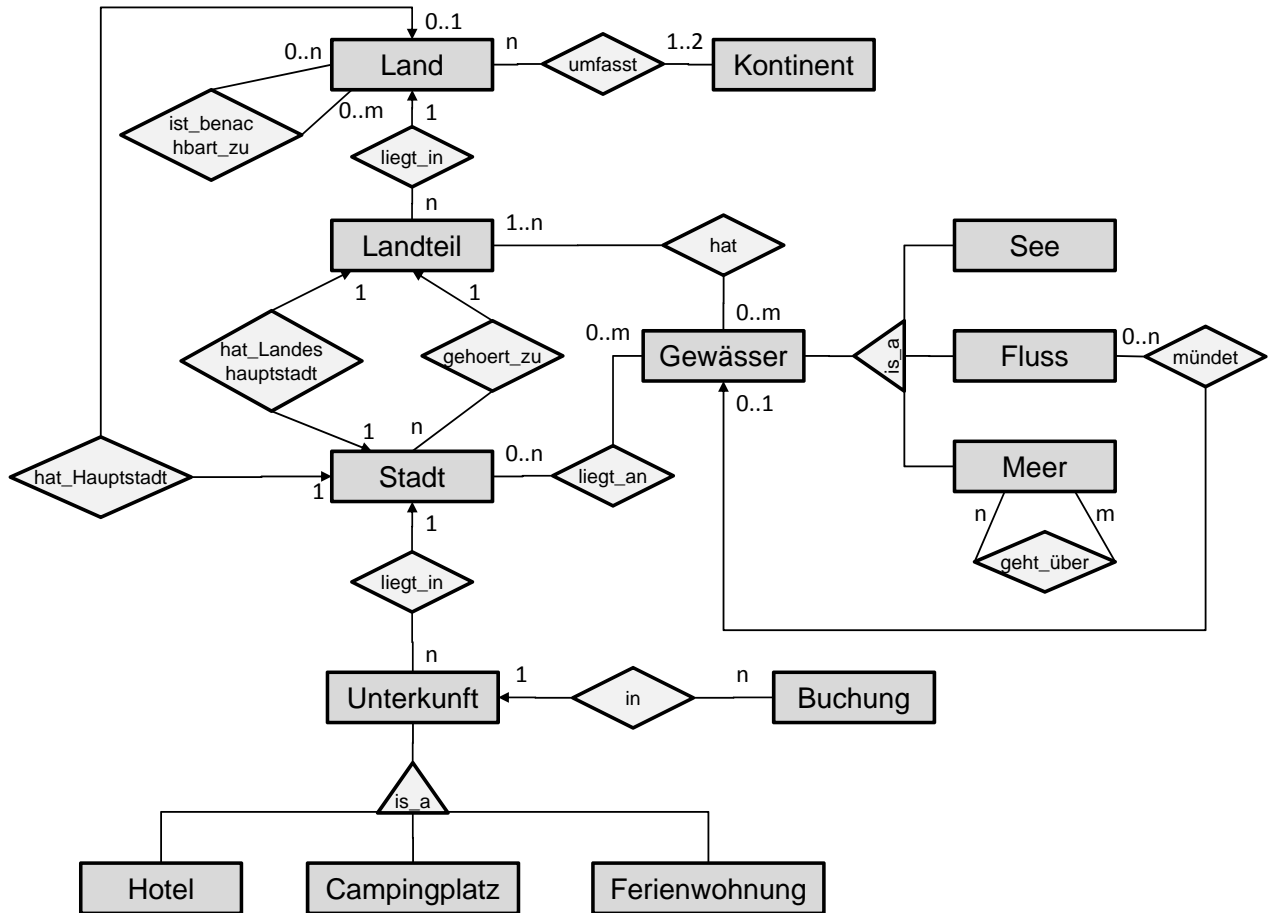 0..1
0..n
Land
n
umfasst
1..2
Kontinent
0..m
1
ist_benac
hbart_zu
liegt_in
n
Landteil
1..n
hat
See
1
1
0..m
0..m
Gewässer
is_a
Fluss
0..n
mündet
hat_Landes
hauptstadt
gehoert_zu
0..1
1
n
0..n
Meer
hat_Hauptstadt
1
Stadt
liegt_an
n
m
1
geht_über
liegt_in
n
1
n
Unterkunft
in
Buchung
is_a
Hotel
Campingplatz
Ferienwohnung